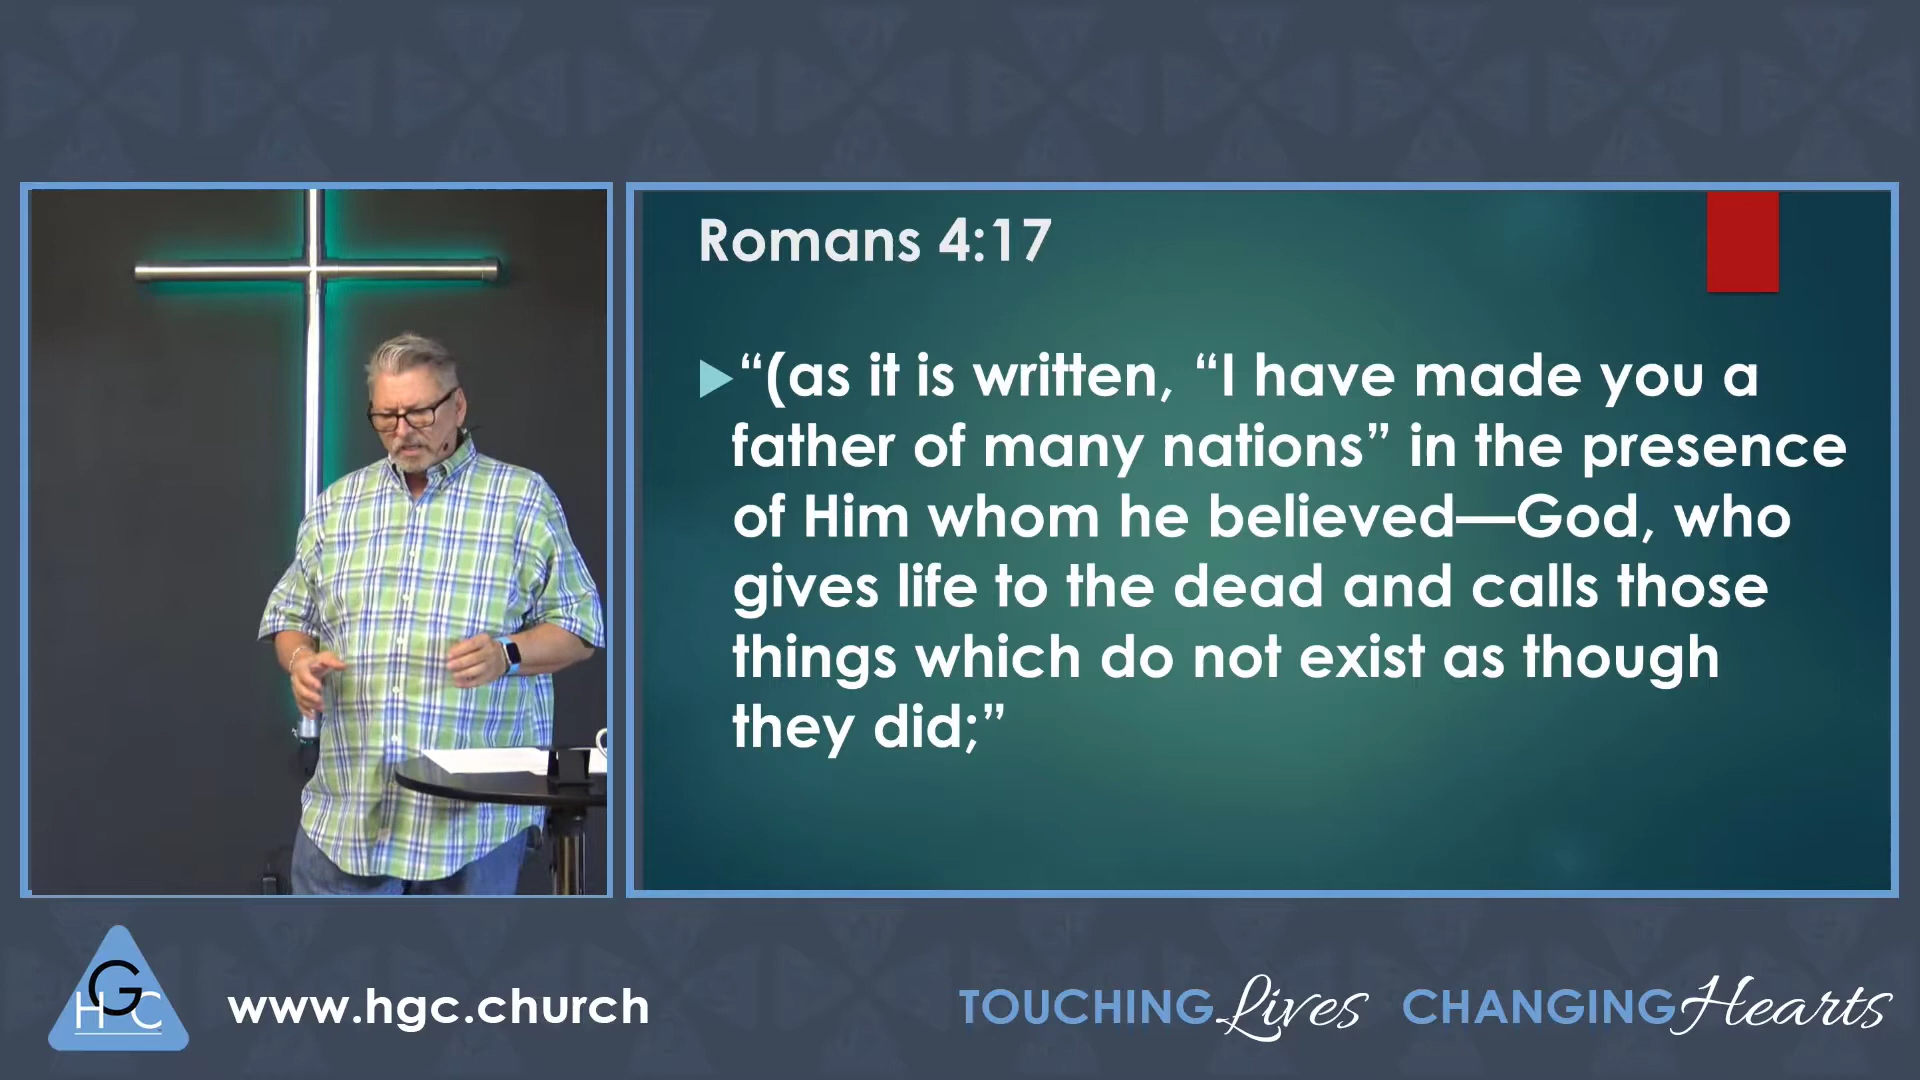 Romans 4:17
“(as it is written, “I have made you a
father of many nations” in the presence
of Him whom he believed—God, who
gives life to the dead and calls those
things which do not exist as though
they did;”
HGC
www.hgc.church
TOUCHING Lives CHANGING Hearts